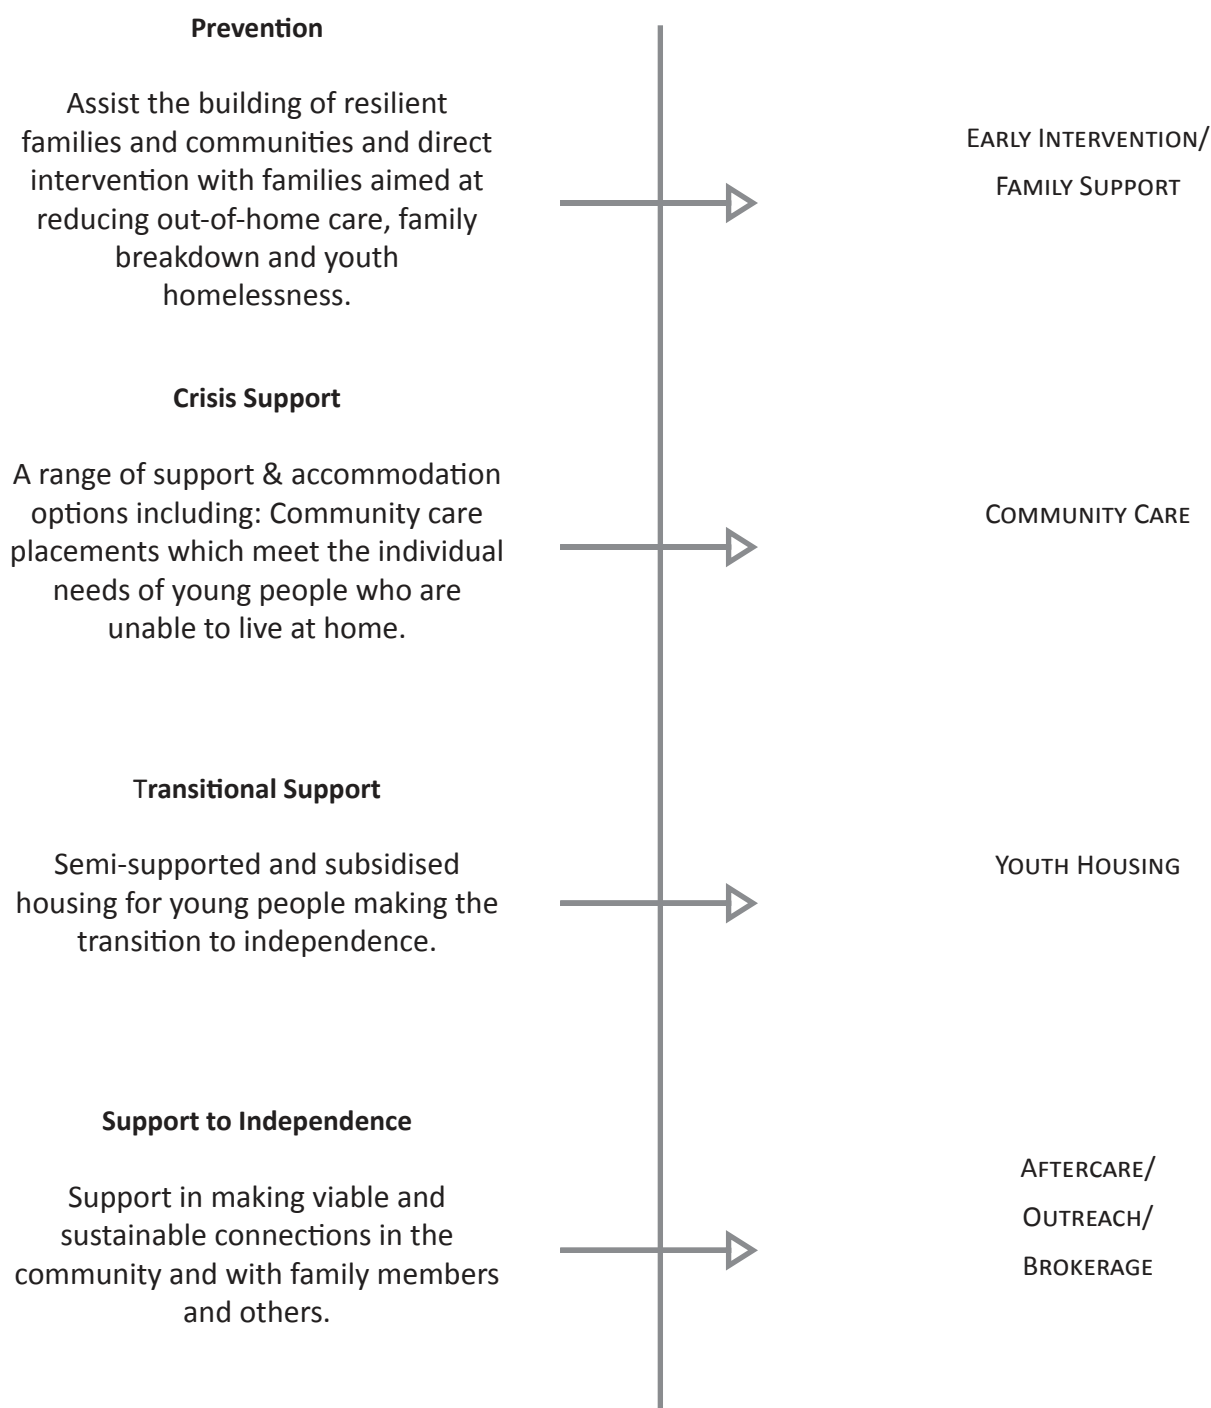 Prevention
Assist the building of resilient
families and communities and direct
intervention with families aimed at
reducing out-of-home care, family
breakdown and youth
homelessness.
Early Intervention/
Family Support
Crisis Support
A range of support & accommodation
options including: Community care
placements which meet the individual
needs of young people who are
unable to live at home.
Community Care
Transitional Support
Semi-supported and subsidised
housing for young people making the
transition to independence.
Youth Housing
Support to Independence
Support in making viable and
sustainable connections in the
community and with family members
and others.
Aftercare/
Outreach/
Brokerage